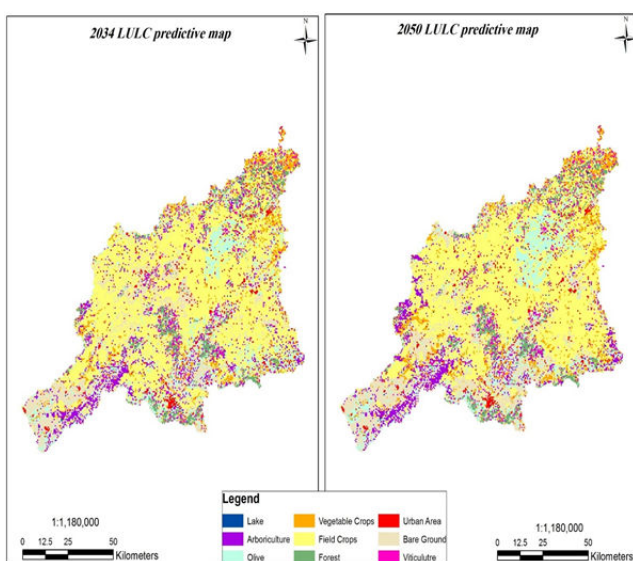 2034 LULC predictive map
N
1:1,180,000
0 12.5 25 50
Kilometers
2050 LULC predictive map
N
1:1,180,000
0 12.5 25 50
Kilometers
Legend
Lake
Arboriculture
Olive
Vegetable Crops
Field Crops
Forest
Urban Area
Bare Ground
Viticulutre